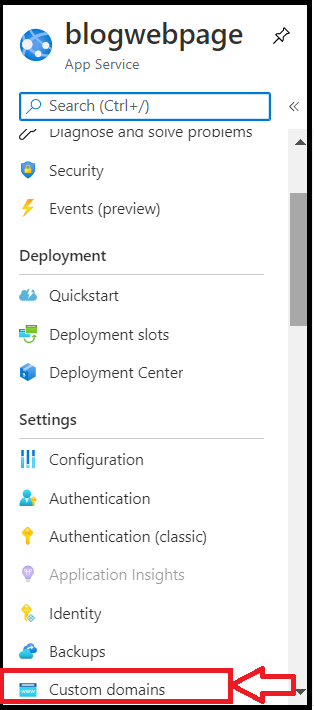 blogwebpage
App Service
Search (Ctrl+/)
Diagnose and solve problems
Security
Events (preview)
Deployment
Quickstart
Deployment slots
Deployment Center
Settings
Configuration
Authentication
Authentication (classic)
Application Insights
Identity
Backups
www Custom domains